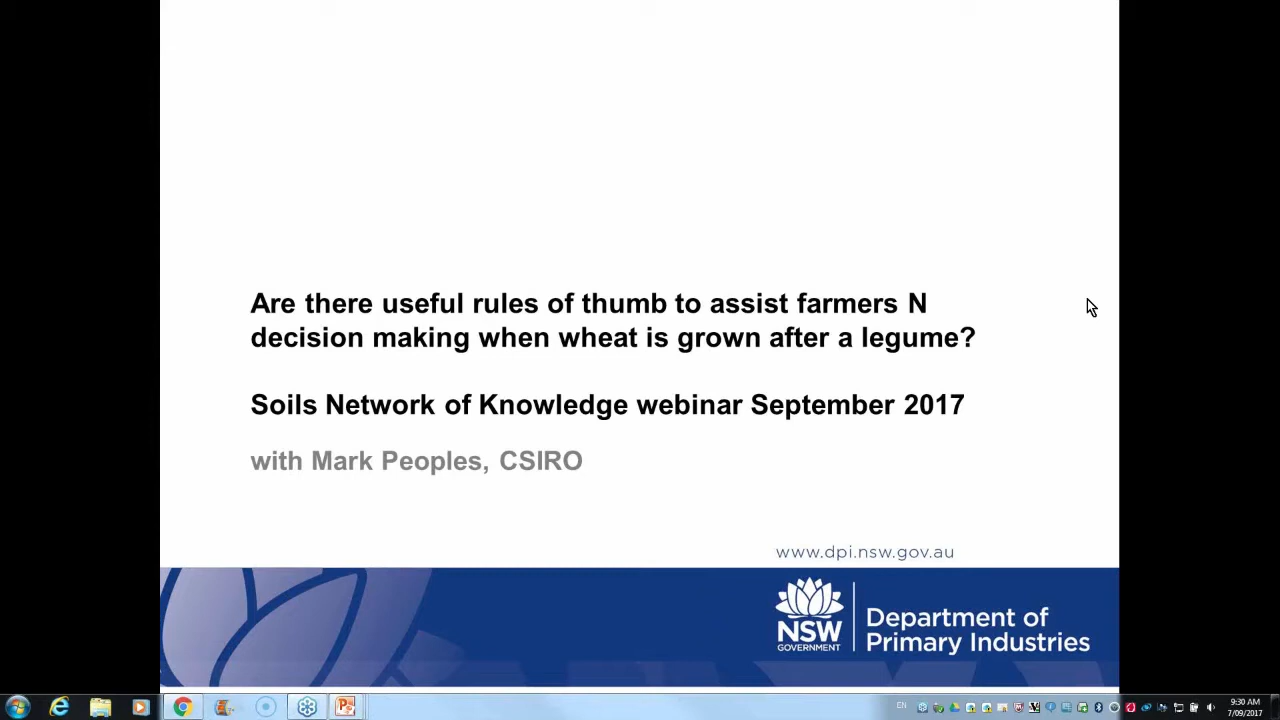 Are there useful rules of thumb to assist farmers N
decision making when wheat is grown after a legume?
Soils Network of Knowledge webinar September 2017
with Mark Peoples, CSIRO
www.dpi.nsw.gov.au
NSW
GOVERNMENT
Department of
Primary Industries
EN
9:30 AM
7/09/2017